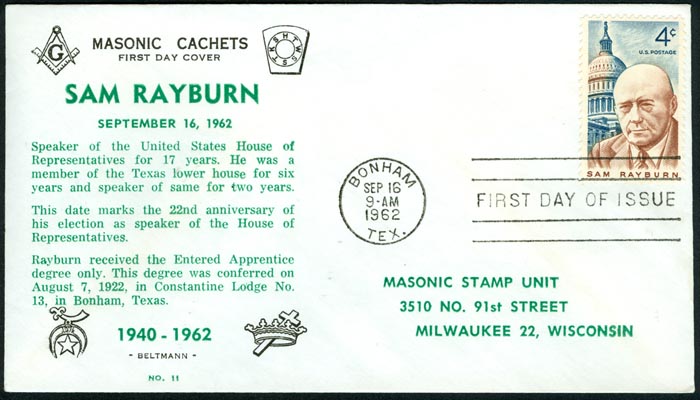 G
MASONIC CACHETS
FIRST DAY COVER
H T W S S T K S
SAM RAYBURN
SEPTEMBER 16, 1962
Speaker of the United States House of
Representatives for 17 years. He was a
member of the Texas lower house for six
years and speaker of same for two years.
This date marks the 22nd anniversary of
his election as speaker of the House of
Representatives.
Rayburn received the Entered Apprentice
degree only. This degree was conferred on
August 7, 1922, in Constantine Lodge No.
13, in Bonham, Texas.
1940 - 1962
- BELTMANN -
NO. 11
BONHAM
SEP 16
9-AM
1962
TEX.
4¢
U.S. POSTAGE
SAM RAYBURN
FIRST DAY OF ISSUE
MASONIC STAMP UNIT
3510 NO. 91st STREET
MILWAUKEE 22, WISCONSIN